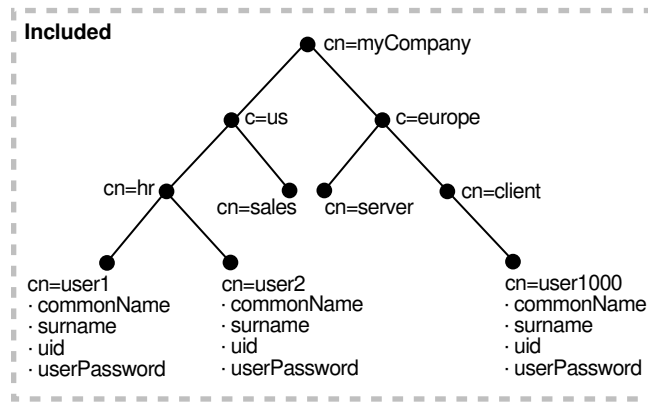 Included
cn=myCompany
c=us
c=europe
cn=hr
cn=sales
cn=server
cn=client
cn=user1
· commonName
· surname
· uid
· userPassword
cn=user2
· commonName
· surname
· uid
· userPassword
cn=user1000
· commonName
· surname
· uid
· userPassword